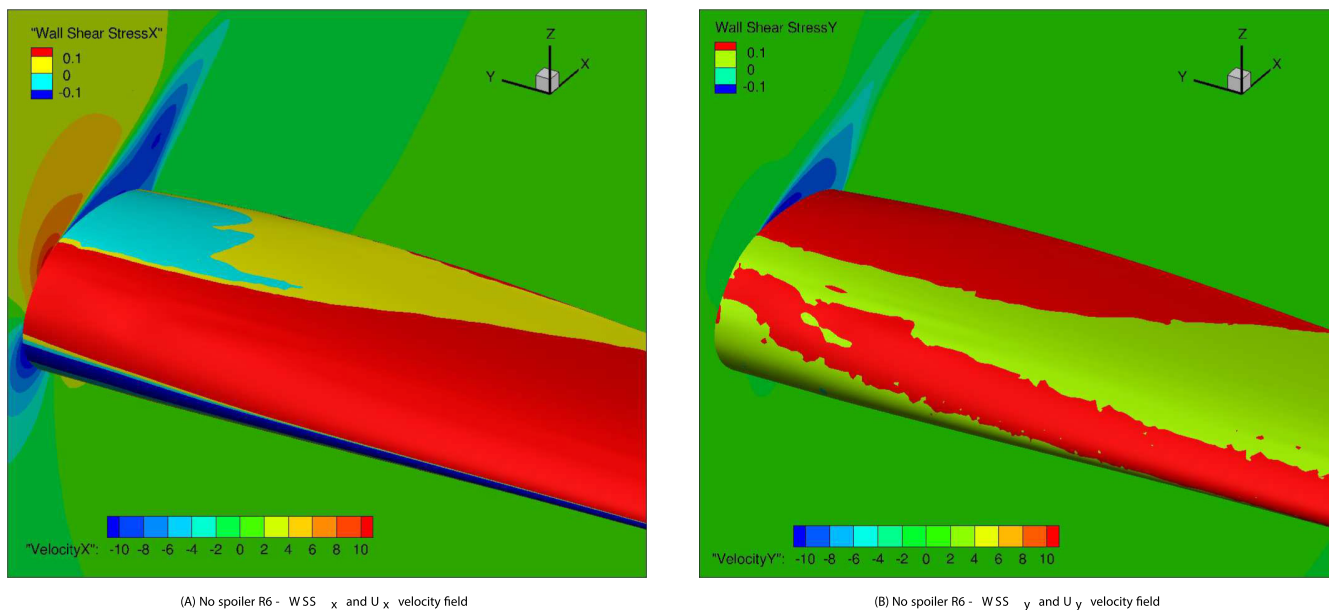 "Wall Shear StressX"
0.1
0
-0.1
Z
Y
X
"VelocityX":
-10 -8 -6 -4 -2 0 2 4 6 8 10
(A) No spoiler R6 - W SS x and U x velocity field
Wall Shear StressY
0.1
0
-0.1
Z
Y
X
"VelocityY":
-10 -8 -6 -4 -2 0 2 4 6 8 10
(B) No spoiler R6 - W SS y and U y velocity field